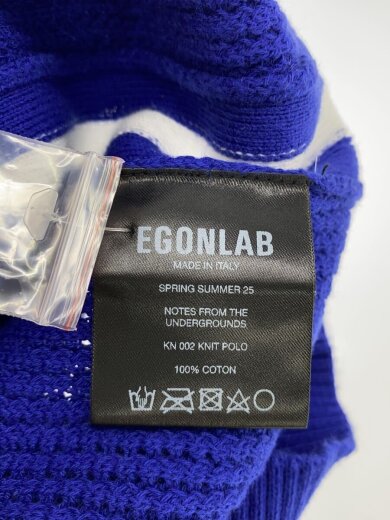 EGONLAB
MADE IN ITALY
SPRING SUMMER 25
NOTES FROM THE
UNDERGROUNDS
KN 002 KNIT POLO
100% COTON